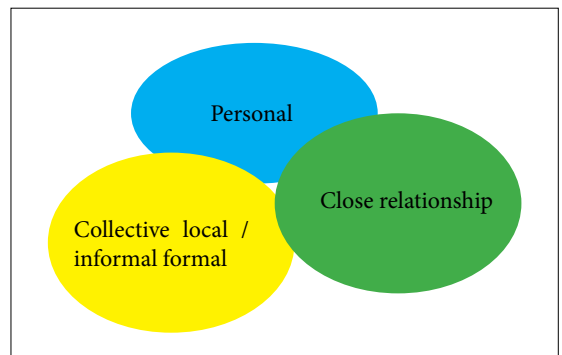 Personal
Close relationship
Collective local /
informal formal